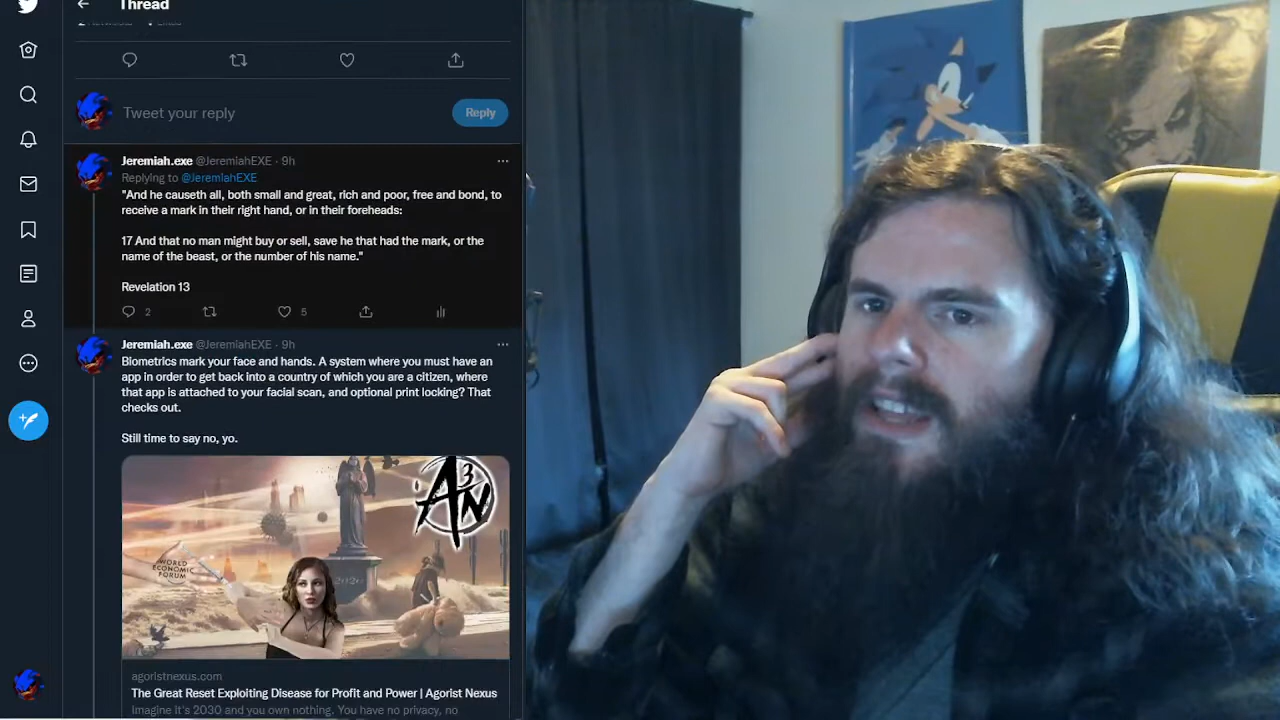 Thread
Tweet your reply
Reply
Jeremiah.exe @JeremiahEXE · 9h
Replying to @JeremiahEXE
"And he causeth all, both small and great, rich and poor, free and bond, to
receive a mark in their right hand, or in their foreheads:
17 And that no man might buy or sell, save he that had the mark, or the
name of the beast, or the number of his name."
Revelation 13
2
5
Jeremiah.exe @JeremiahEXE · 9h
Biometrics mark your face and hands. A system where you must have an
app in order to get back into a country of which you are a citizen, where
that app is attached to your facial scan, and optional print locking? That
checks out.
Still time to say no, yo.
A3N
WORLD
ECONOMIC
FORUM
agoristnexus.com
The Great Reset Exploiting Disease for Profit and Power | Agorist Nexus
Imagine it's 2030 and you own nothing. You have no privacy, no